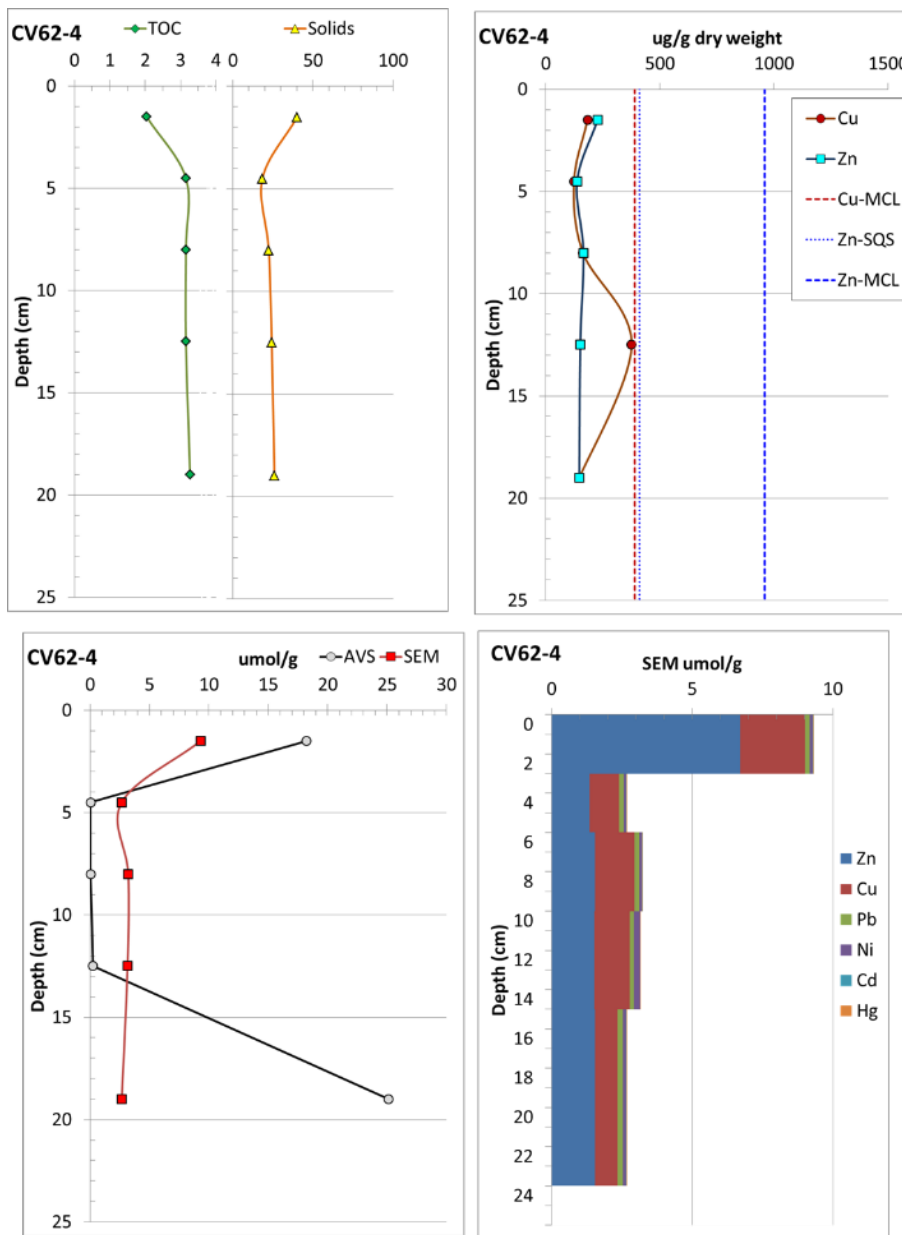 CV62-4
TOC
Solids
0 1 2 3 4 0 50 100
Depth (cm)
0
5
10
15
20
25
CV62-4
ug/g dry weight
0 500 1000 1500
Depth (cm)
0
5
10
15
20
25
Cu
Zn
Cu-MCL
Zn-SQS
Zn-MCL
CV62-4
umol/g
AVS
SEM
0 5 10 15 20 25 30
Depth (cm)
0
5
10
15
20
25
CV62-4
SEM umol/g
0 5 10
Depth (cm)
0
2
4
6
8
10
12
14
16
18
20
22
24
Zn
Cu
Pb
Ni
Cd
Hg